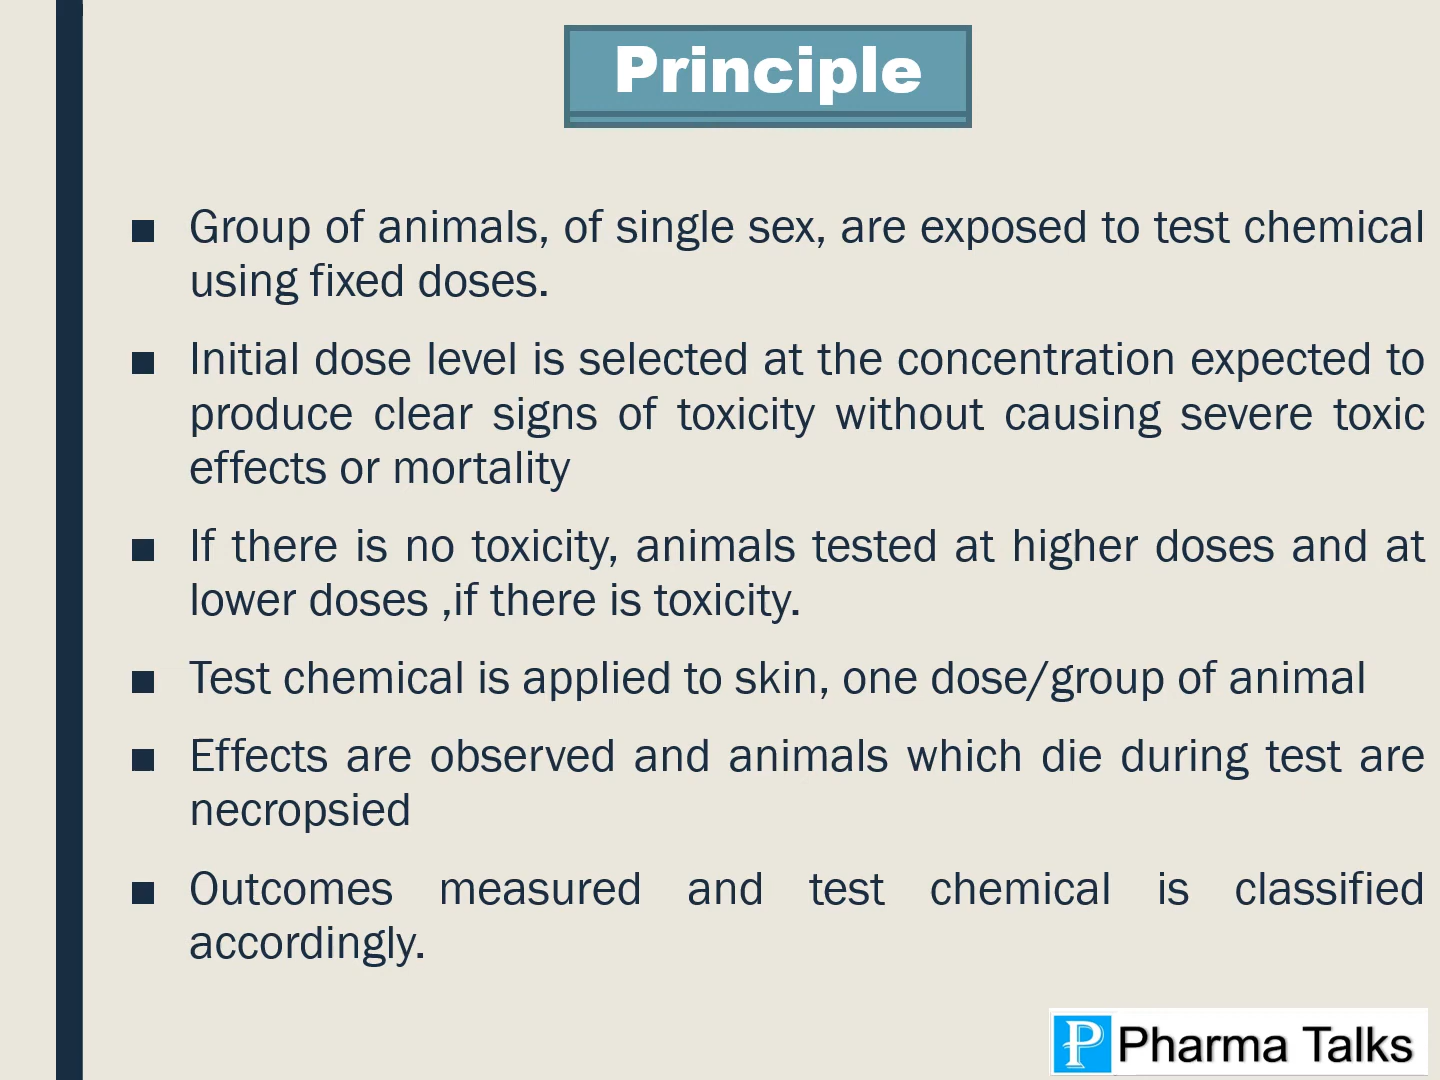 Principle
■ Group of animals, of single sex, are exposed to test chemical
using fixed doses.
■ Initial dose level is selected at the concentration expected to
produce clear signs of toxicity without causing severe toxic
effects or mortality
■ If there is no toxicity, animals tested at higher doses and at
lower doses ,if there is toxicity.
■ Test chemical is applied to skin, one dose/group of animal
■ Effects are observed and animals which die during test are
necropsied
■ Outcomes measured and test chemical is classified
accordingly.
P Pharma Talks